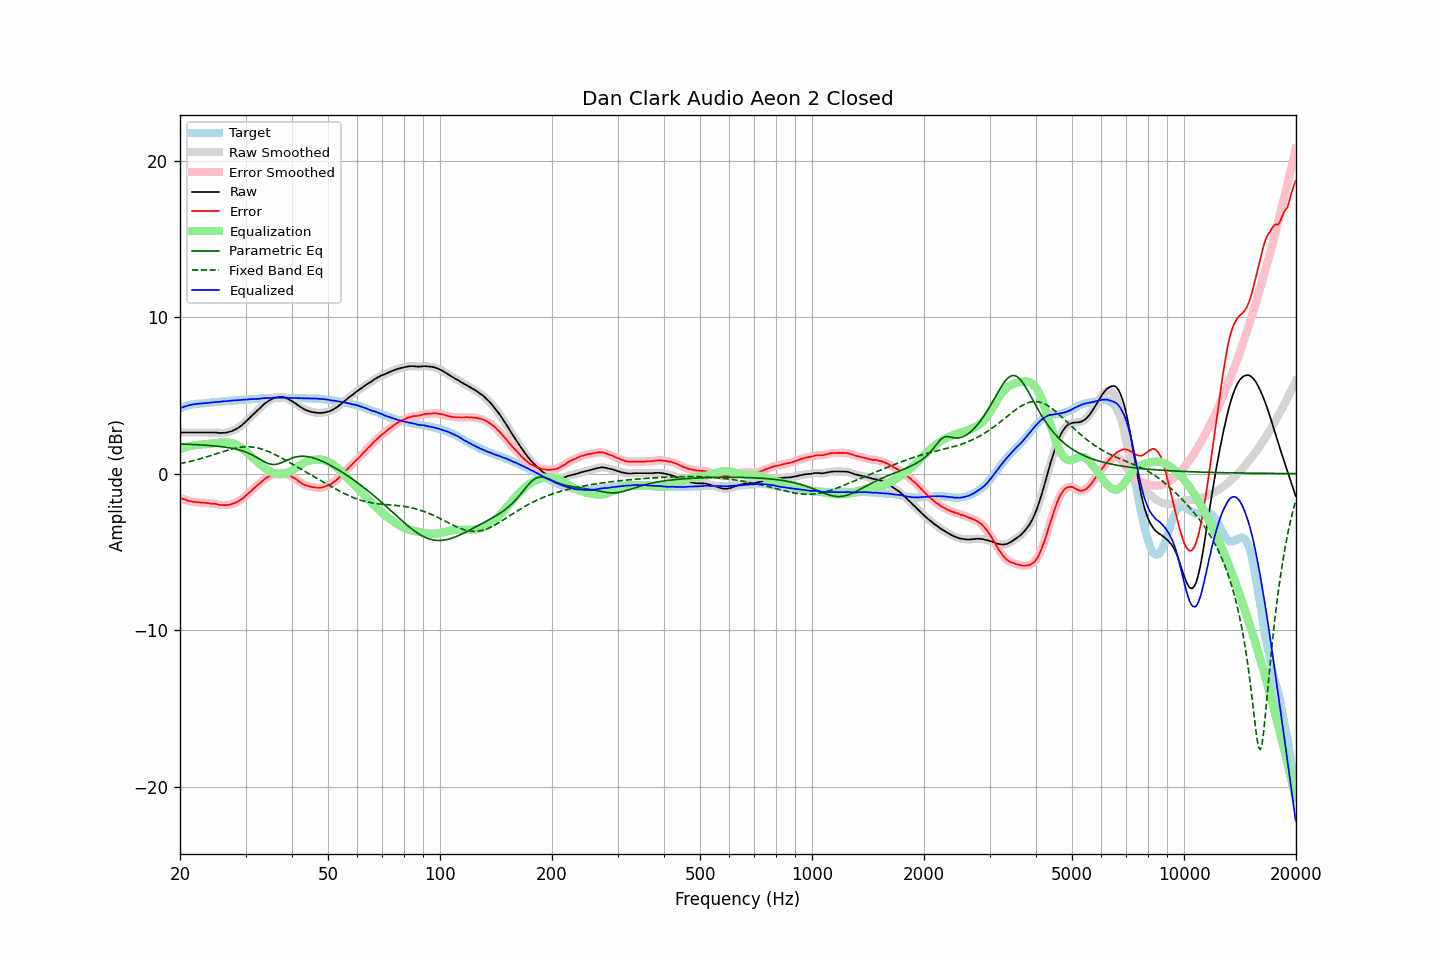 Dan Clark Audio Aeon 2 Closed
Target
Raw Smoothed
Error Smoothed
Raw
Error
Equalization
Parametric Eq
Fixed Band Eq
Equalized
20
10
0
−10
−20
Amplitude (dBr)
20 50 100 200 500 1000 2000 5000 10000 20000
Frequency (Hz)